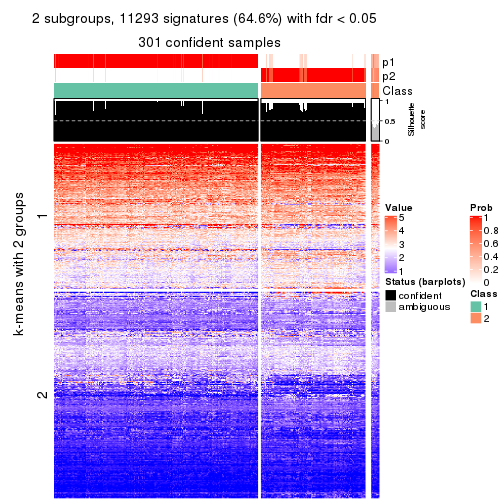 2 subgroups, 11293 signatures (64.6%) with fdr < 0.05
301 confident samples
p1
p2
Class
1
0.5
0
Silhouette
score
k-means with 2 groups
1
2
Value
5
4
3
2
1
Status (barplots)
confident
ambiguous
Prob
1
0.8
0.6
0.4
0.2
0
Class
1
2